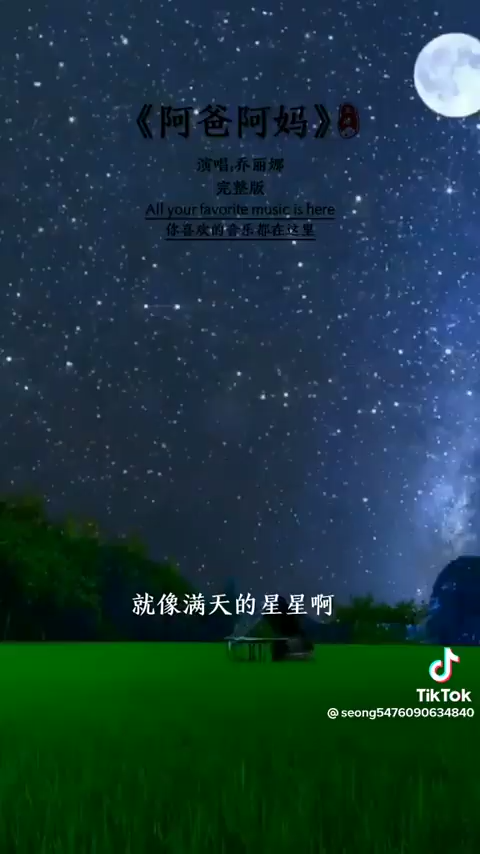 《阿爸阿妈》
演唱,乔丽娜
完整版
All your favorite music is here
你喜欢的音乐都在这里
就像满天的星星啊
TikTok
@seong5476090634840